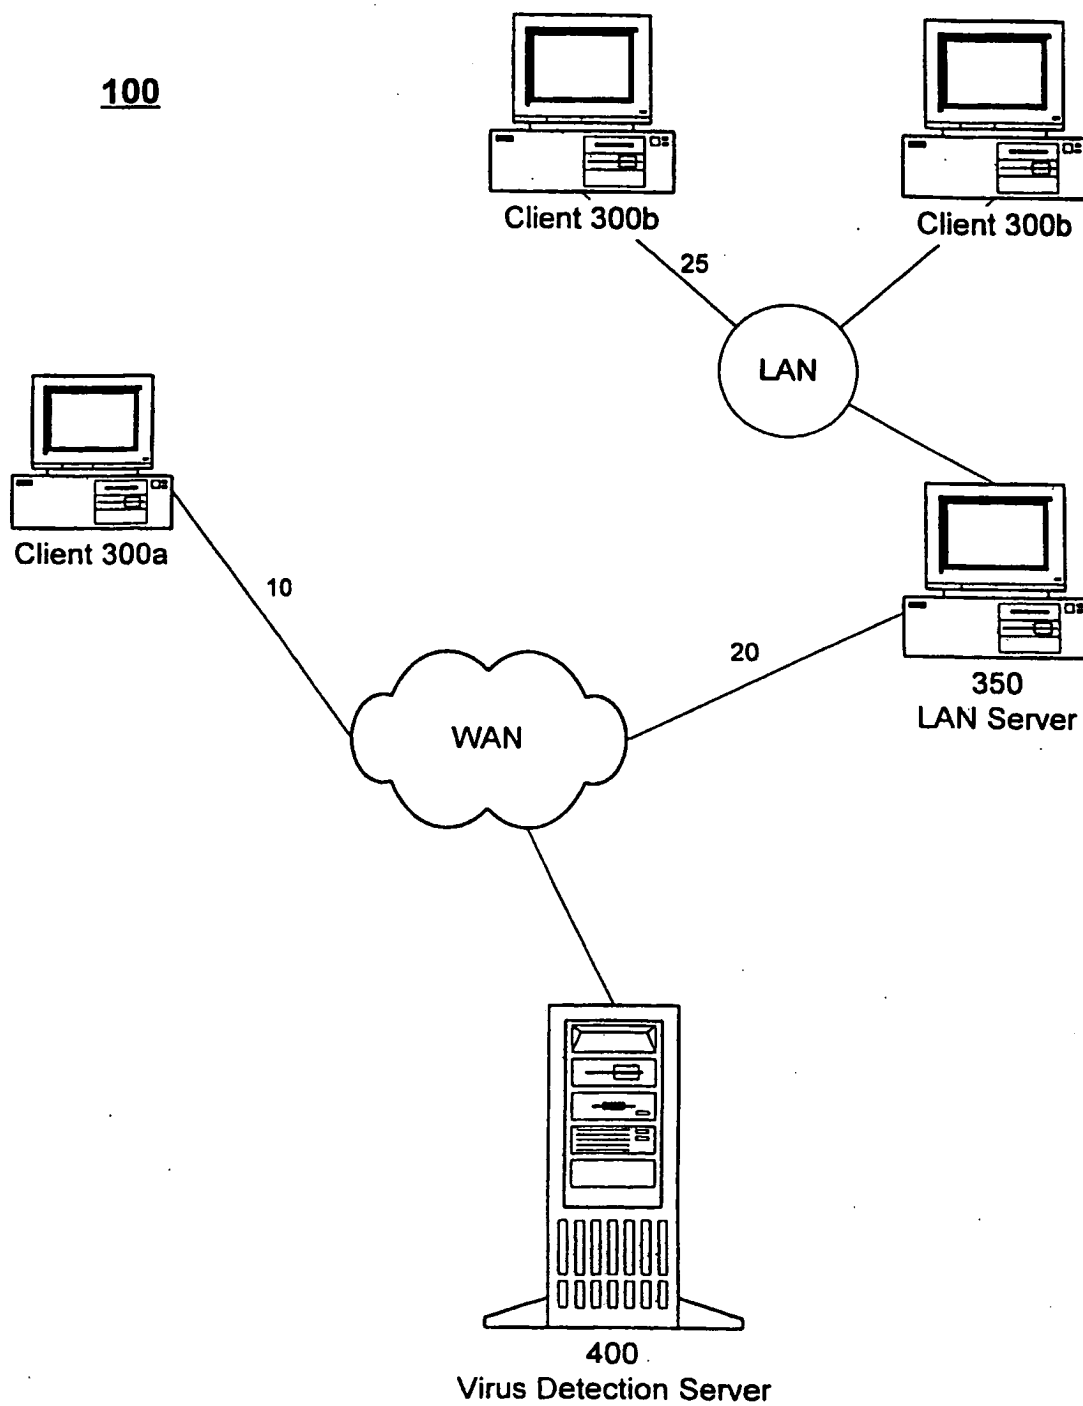 100
Client 300b
Client 300b
25
LAN
Client 300a
10
20
350
LAN Server
WAN
400
Virus Detection Server